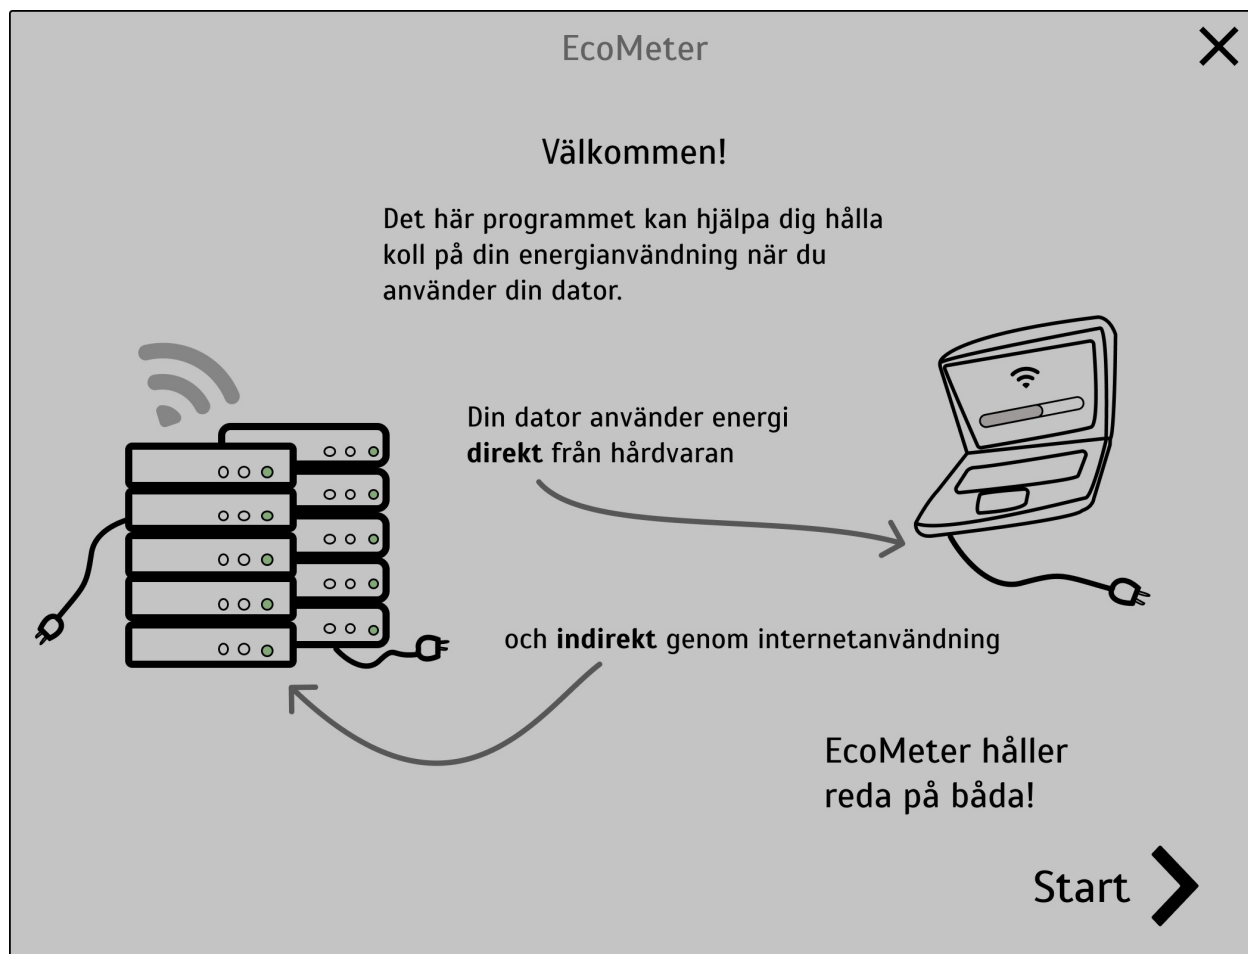 EcoMeter
Välkommen!
Det här programmet kan hjälpa dig hålla
koll på din energianvändning när du
använder din dator.
Din dator använder energi
direkt från hårdvaran
och indirekt genom internetanvändning
EcoMeter håller
reda på båda!
Start